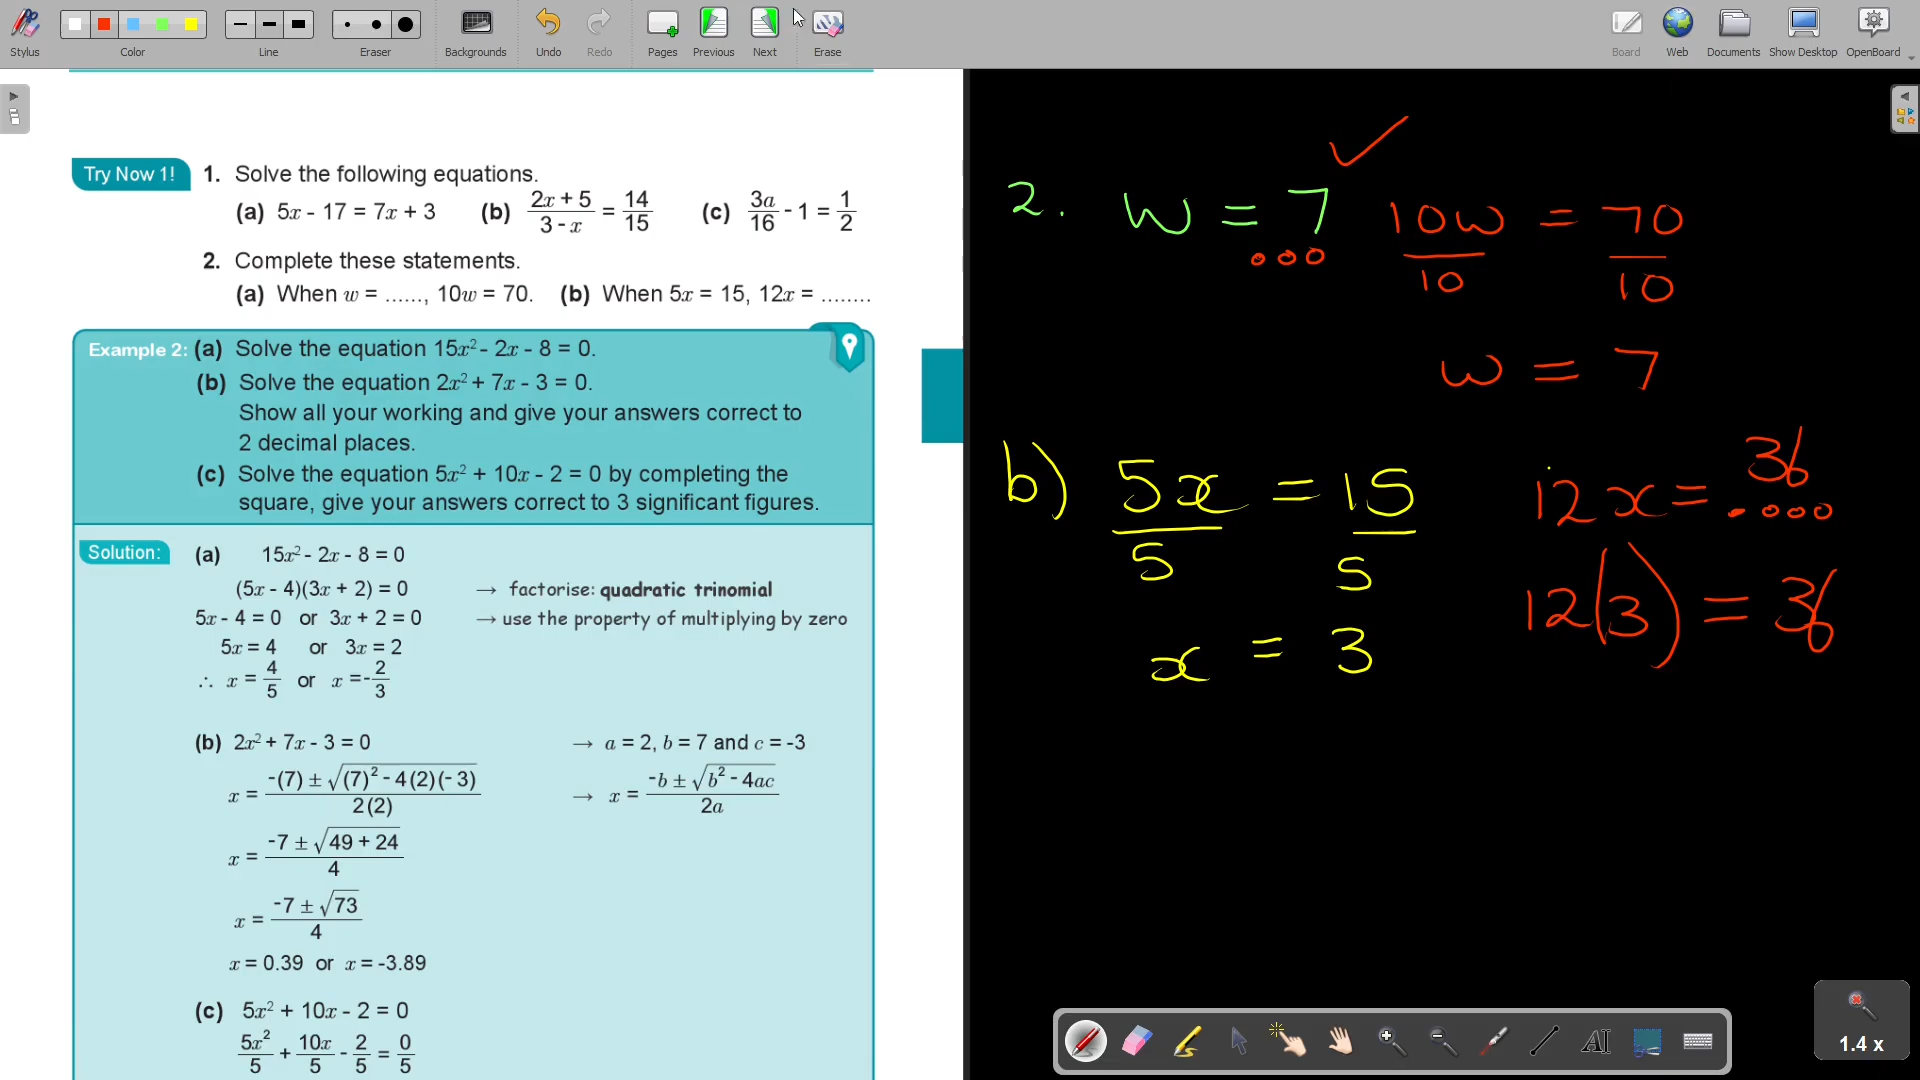 Stylus Color Line Eraser Backgrounds Undo Redo Pages Previous Next Erase Board Web Documents Show Desktop OpenBoard
Try Now 1! 1. Solve the following equations.
(a) 5x - 17 = 7x + 3 (b) (2x + 5)/(3 - x) = 14/15 (c) 3a/16 - 1 = 1/2
2. Complete these statements.
(a) When w = ......, 10w = 70. (b) When 5x = 15, 12x = ........
Example 2: (a) Solve the equation 15x² - 2x - 8 = 0.
(b) Solve the equation 2x² + 7x - 3 = 0.
Show all your working and give your answers correct to
2 decimal places.
(c) Solve the equation 5x² + 10x - 2 = 0 by completing the
square, give your answers correct to 3 significant figures.
Solution: (a) 15x² - 2x - 8 = 0
(5x - 4)(3x + 2) = 0 → factorise: quadratic trinomial
5x - 4 = 0 or 3x + 2 = 0 → use the property of multiplying by zero
5x = 4 or 3x = 2
∴ x = 4/5 or x = -2/3
(b) 2x² + 7x - 3 = 0 → a = 2, b = 7 and c = -3
x = (-(7) ± √((7)² - 4(2)(-3)))/(2(2)) → x = (-b ± √(b² - 4ac))/(2a)
x = (-7 ± √(49 + 24))/4
x = (-7 ± √73)/4
x = 0.39 or x = -3.89
(c) 5x² + 10x - 2 = 0
5x²/5 + 10x/5 - 2/5 = 0/5
2. w = 7 10w/10 = 70/10
w = 7
b) 5x/5 = 15/5 12x = 36
12(3) = 36
x = 3
1.4 x